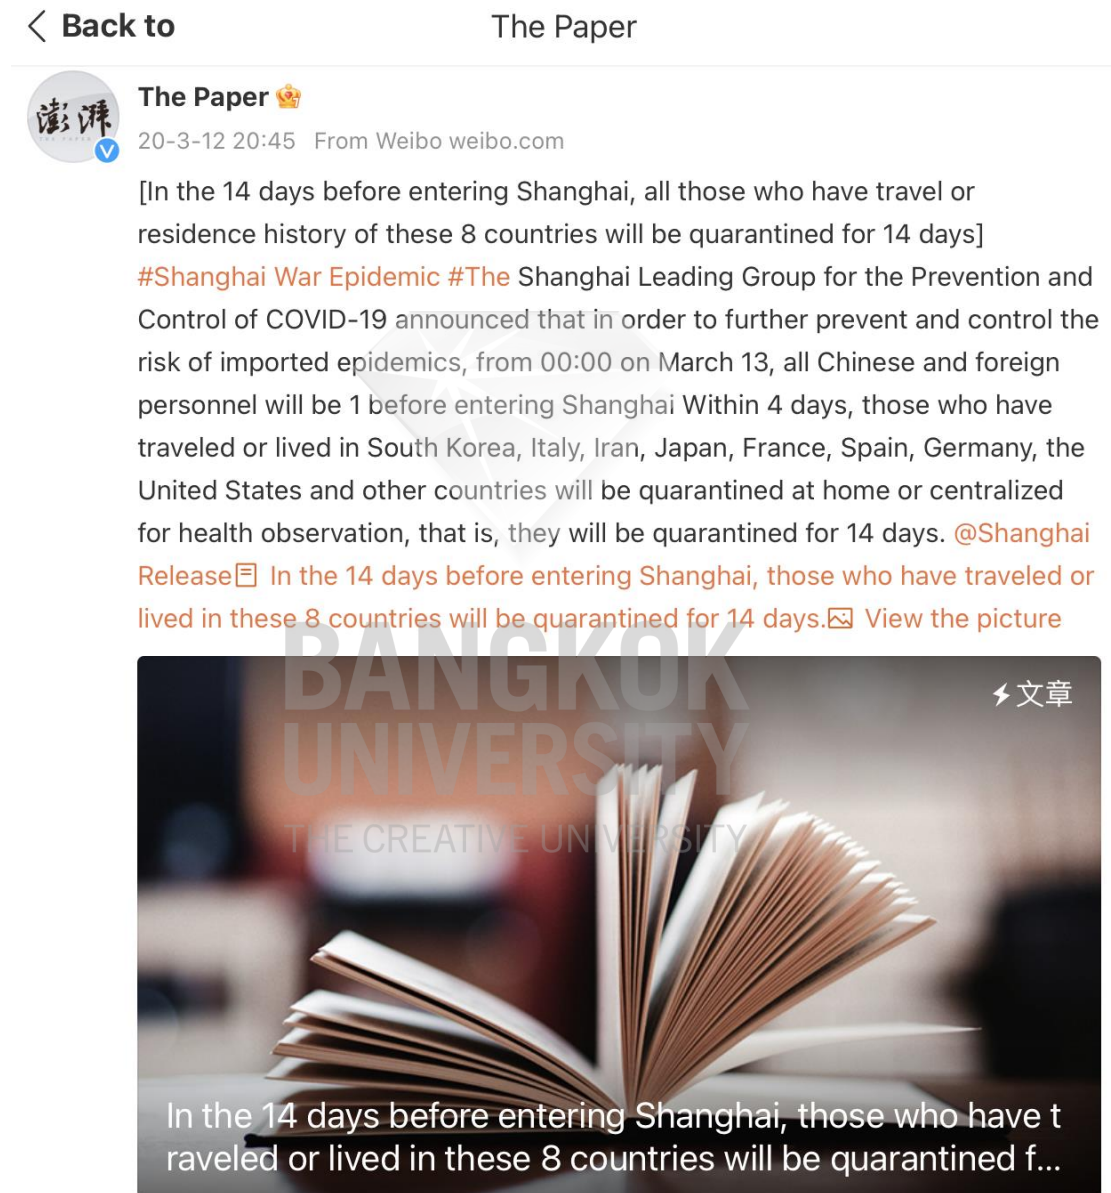 Back to
The Paper
澎湃
THE PAPER
The Paper
20-3-12 20:45 From Weibo weibo.com
[In the 14 days before entering Shanghai, all those who have travel or
residence history of these 8 countries will be quarantined for 14 days]
#Shanghai War Epidemic #The Shanghai Leading Group for the Prevention and
Control of COVID-19 announced that in order to further prevent and control the
risk of imported epidemics, from 00:00 on March 13, all Chinese and foreign
personnel will be 1 before entering Shanghai Within 4 days, those who have
traveled or lived in South Korea, Italy, Iran, Japan, France, Spain, Germany, the
United States and other countries will be quarantined at home or centralized
for health observation, that is, they will be quarantined for 14 days. @Shanghai
Release In the 14 days before entering Shanghai, those who have traveled or
lived in these 8 countries will be quarantined for 14 days. View the picture
BANGKOK
UNIVERSITY
THE CREATIVE UNIVERSITY
文章
In the 14 days before entering Shanghai, those who have t
raveled or lived in these 8 countries will be quarantined f...